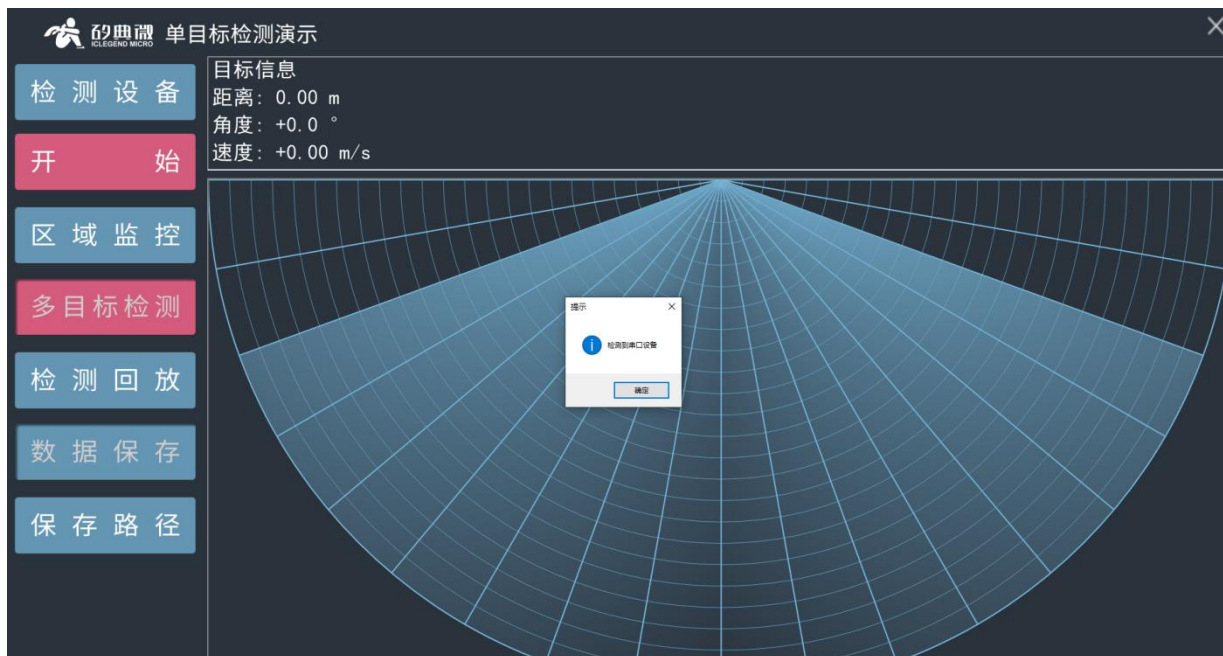 矽典微 单目标检测演示
ICLEGEND MICRO
检测设备
开始
区域监控
多目标检测
检测回放
数据保存
保存路径
目标信息
距离: 0.00 m
角度: +0.0 °
速度: +0.00 m/s
提示
检测到串口设备
确定